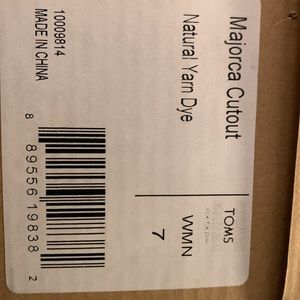 Majorca Cutout
Natural Yarn Dye
10009814
MADE IN CHINA
TOMS
WMN
7
8 89556 19838 2